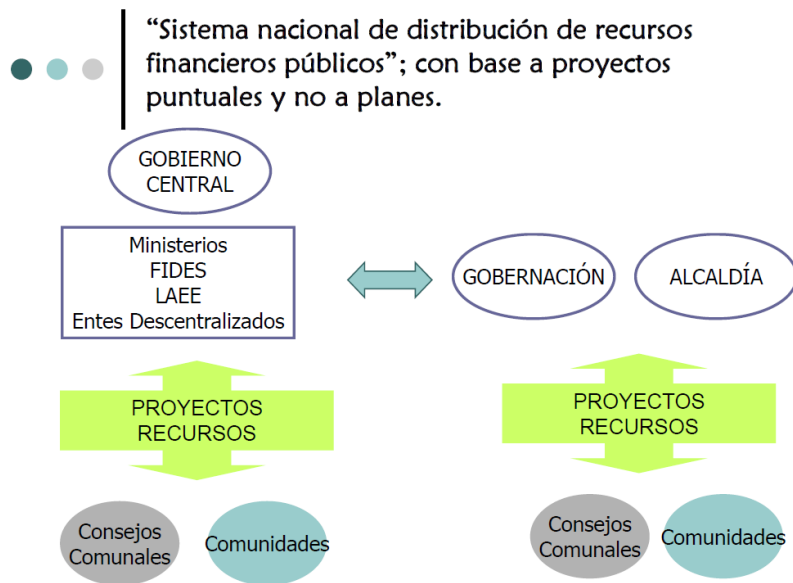 “Sistema nacional de distribución de recursos
financieros públicos”; con base a proyectos
puntuales y no a planes.
GOBIERNO
CENTRAL
Ministerios
FIDES
LAEE
Entes Descentralizados
GOBERNACIÓN
ALCALDÍA
PROYECTOS
RECURSOS
PROYECTOS
RECURSOS
Consejos
Comunales
Comunidades
Consejos
Comunales
Comunidades